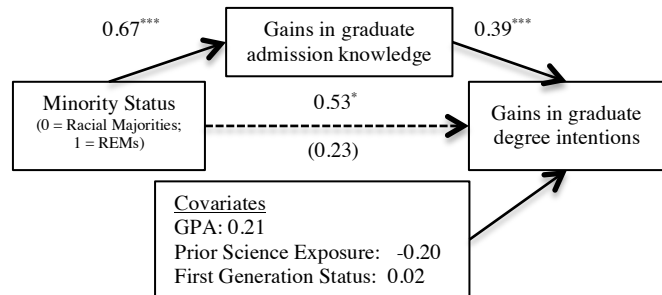 0.67***
Gains in graduate
admission knowledge
0.39***
Minority Status
(0 = Racial Majorities;
1 = REMs)
0.53*
(0.23)
Gains in graduate
degree intentions
Covariates
GPA: 0.21
Prior Science Exposure: -0.20
First Generation Status: 0.02